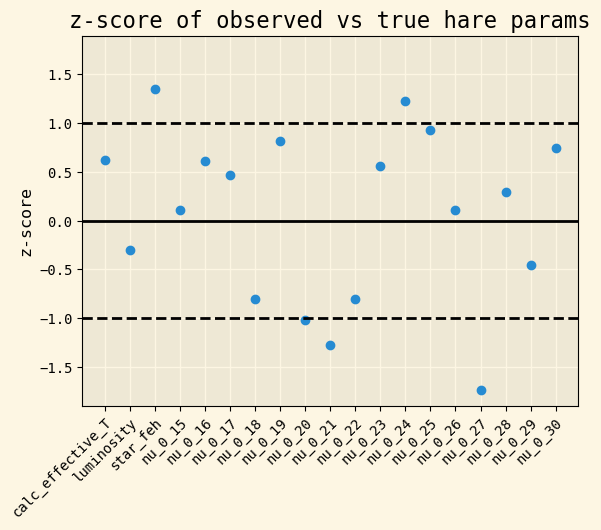 z-score of observed vs true hare params
z-score
1.5
1.0
0.5
0.0
−0.5
−1.0
−1.5
calc_effective_T
luminosity
star_feh
nu_0_15
nu_0_16
nu_0_17
nu_0_18
nu_0_19
nu_0_20
nu_0_21
nu_0_22
nu_0_23
nu_0_24
nu_0_25
nu_0_26
nu_0_27
nu_0_28
nu_0_29
nu_0_30